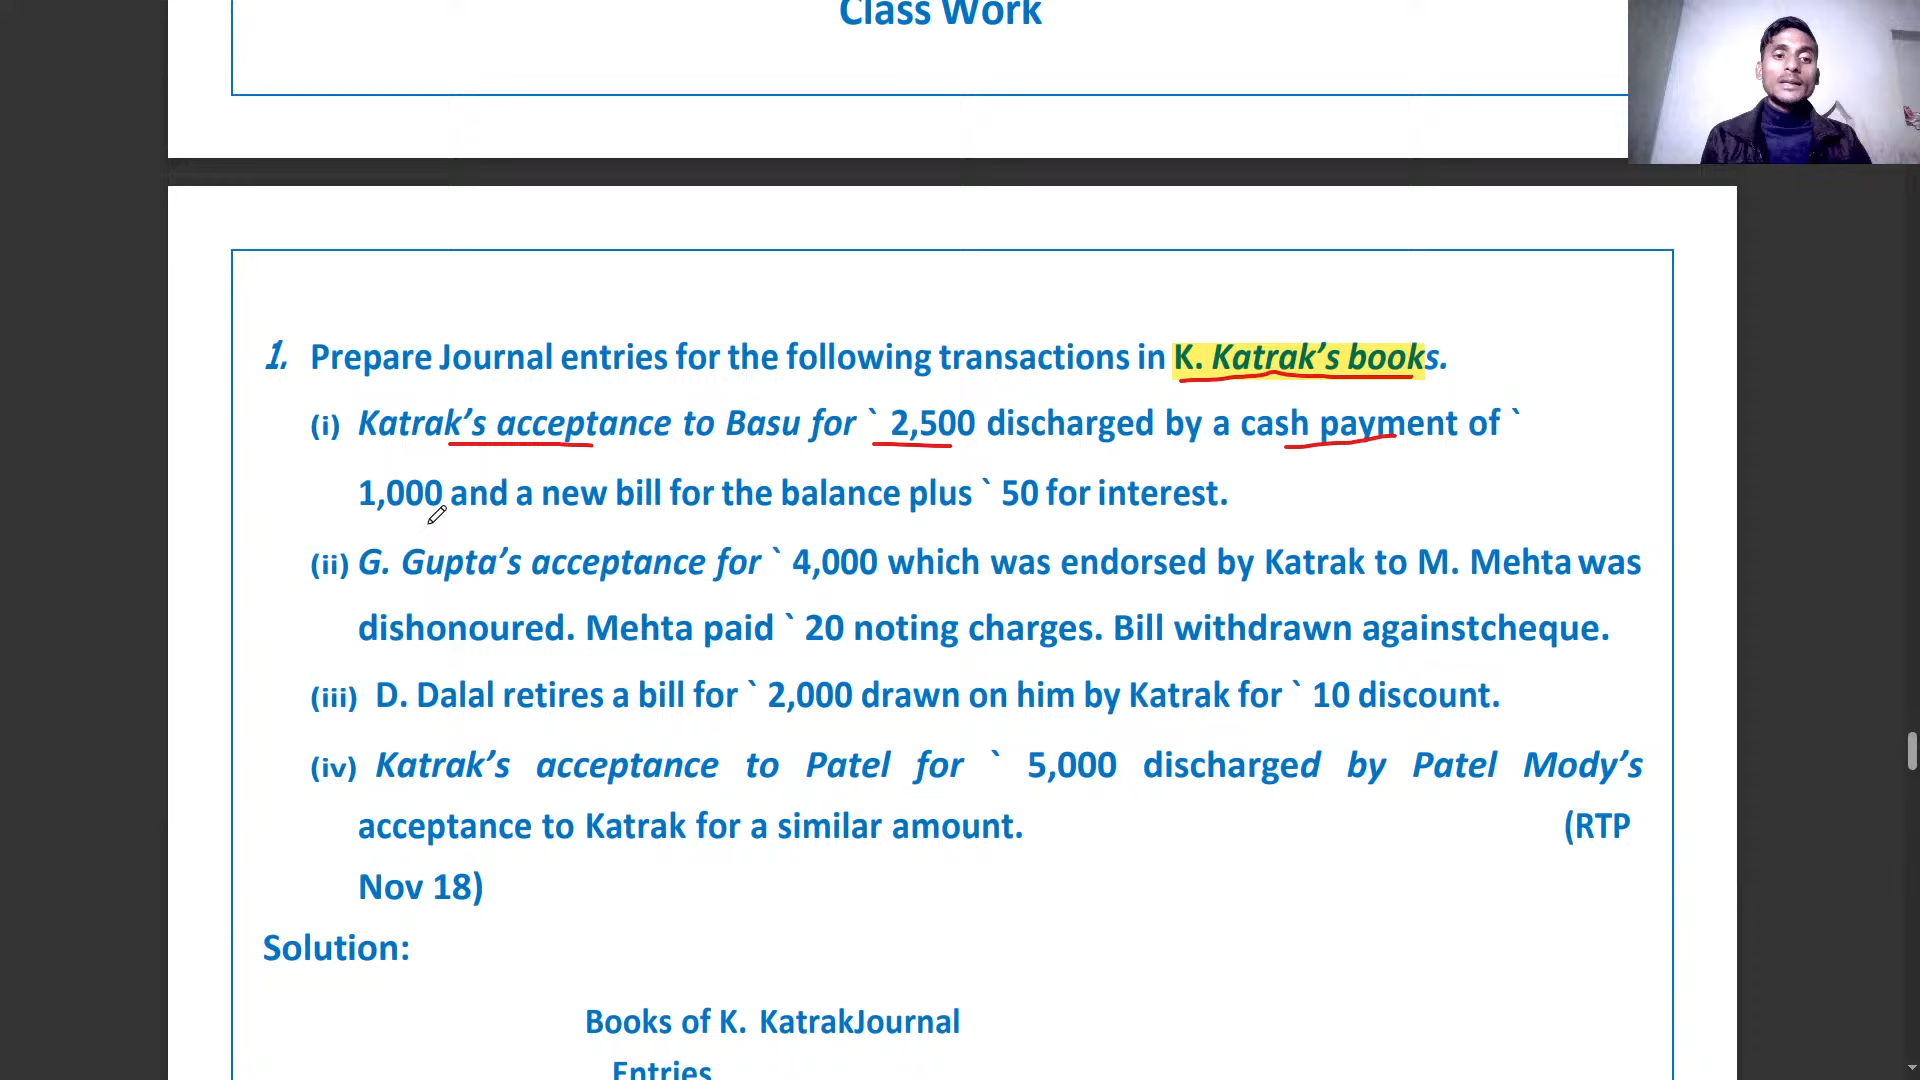 Class Work
1. Prepare Journal entries for the following transactions in K. Katrak’s books.
(i) Katrak’s acceptance to Basu for ` 2,500 discharged by a cash payment of `
1,000 and a new bill for the balance plus ` 50 for interest.
(ii) G. Gupta’s acceptance for ` 4,000 which was endorsed by Katrak to M. Mehta was
dishonoured. Mehta paid ` 20 noting charges. Bill withdrawn againstcheque.
(iii) D. Dalal retires a bill for ` 2,000 drawn on him by Katrak for ` 10 discount.
(iv) Katrak’s acceptance to Patel for ` 5,000 discharged by Patel Mody’s
acceptance to Katrak for a similar amount. (RTP
Nov 18)
Solution:
Books of K. KatrakJournal
Entries